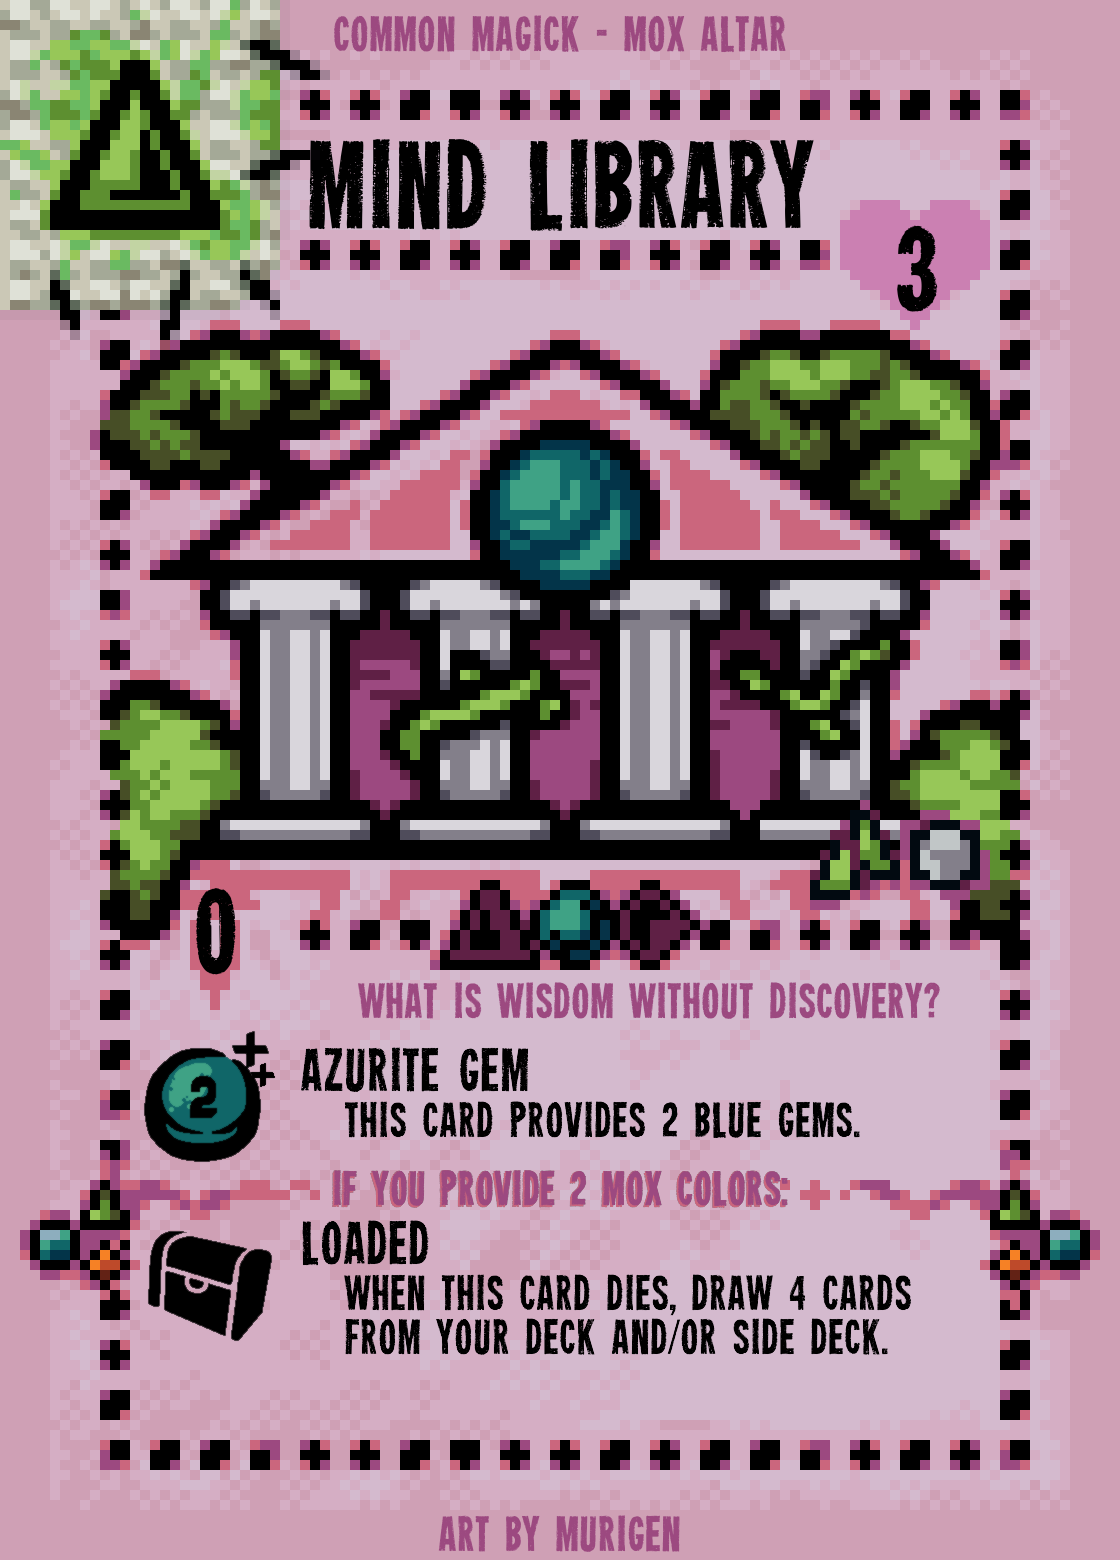 COMMON MAGICK - MOX ALTAR
MIND LIBRARY
3
0
WHAT IS WISDOM WITHOUT DISCOVERY?
2
AZURITE GEM
THIS CARD PROVIDES 2 BLUE GEMS.
IF YOU PROVIDE 2 MOX COLORS:
LOADED
WHEN THIS CARD DIES, DRAW 4 CARDS
FROM YOUR DECK AND/OR SIDE DECK.
ART BY MURIGEN